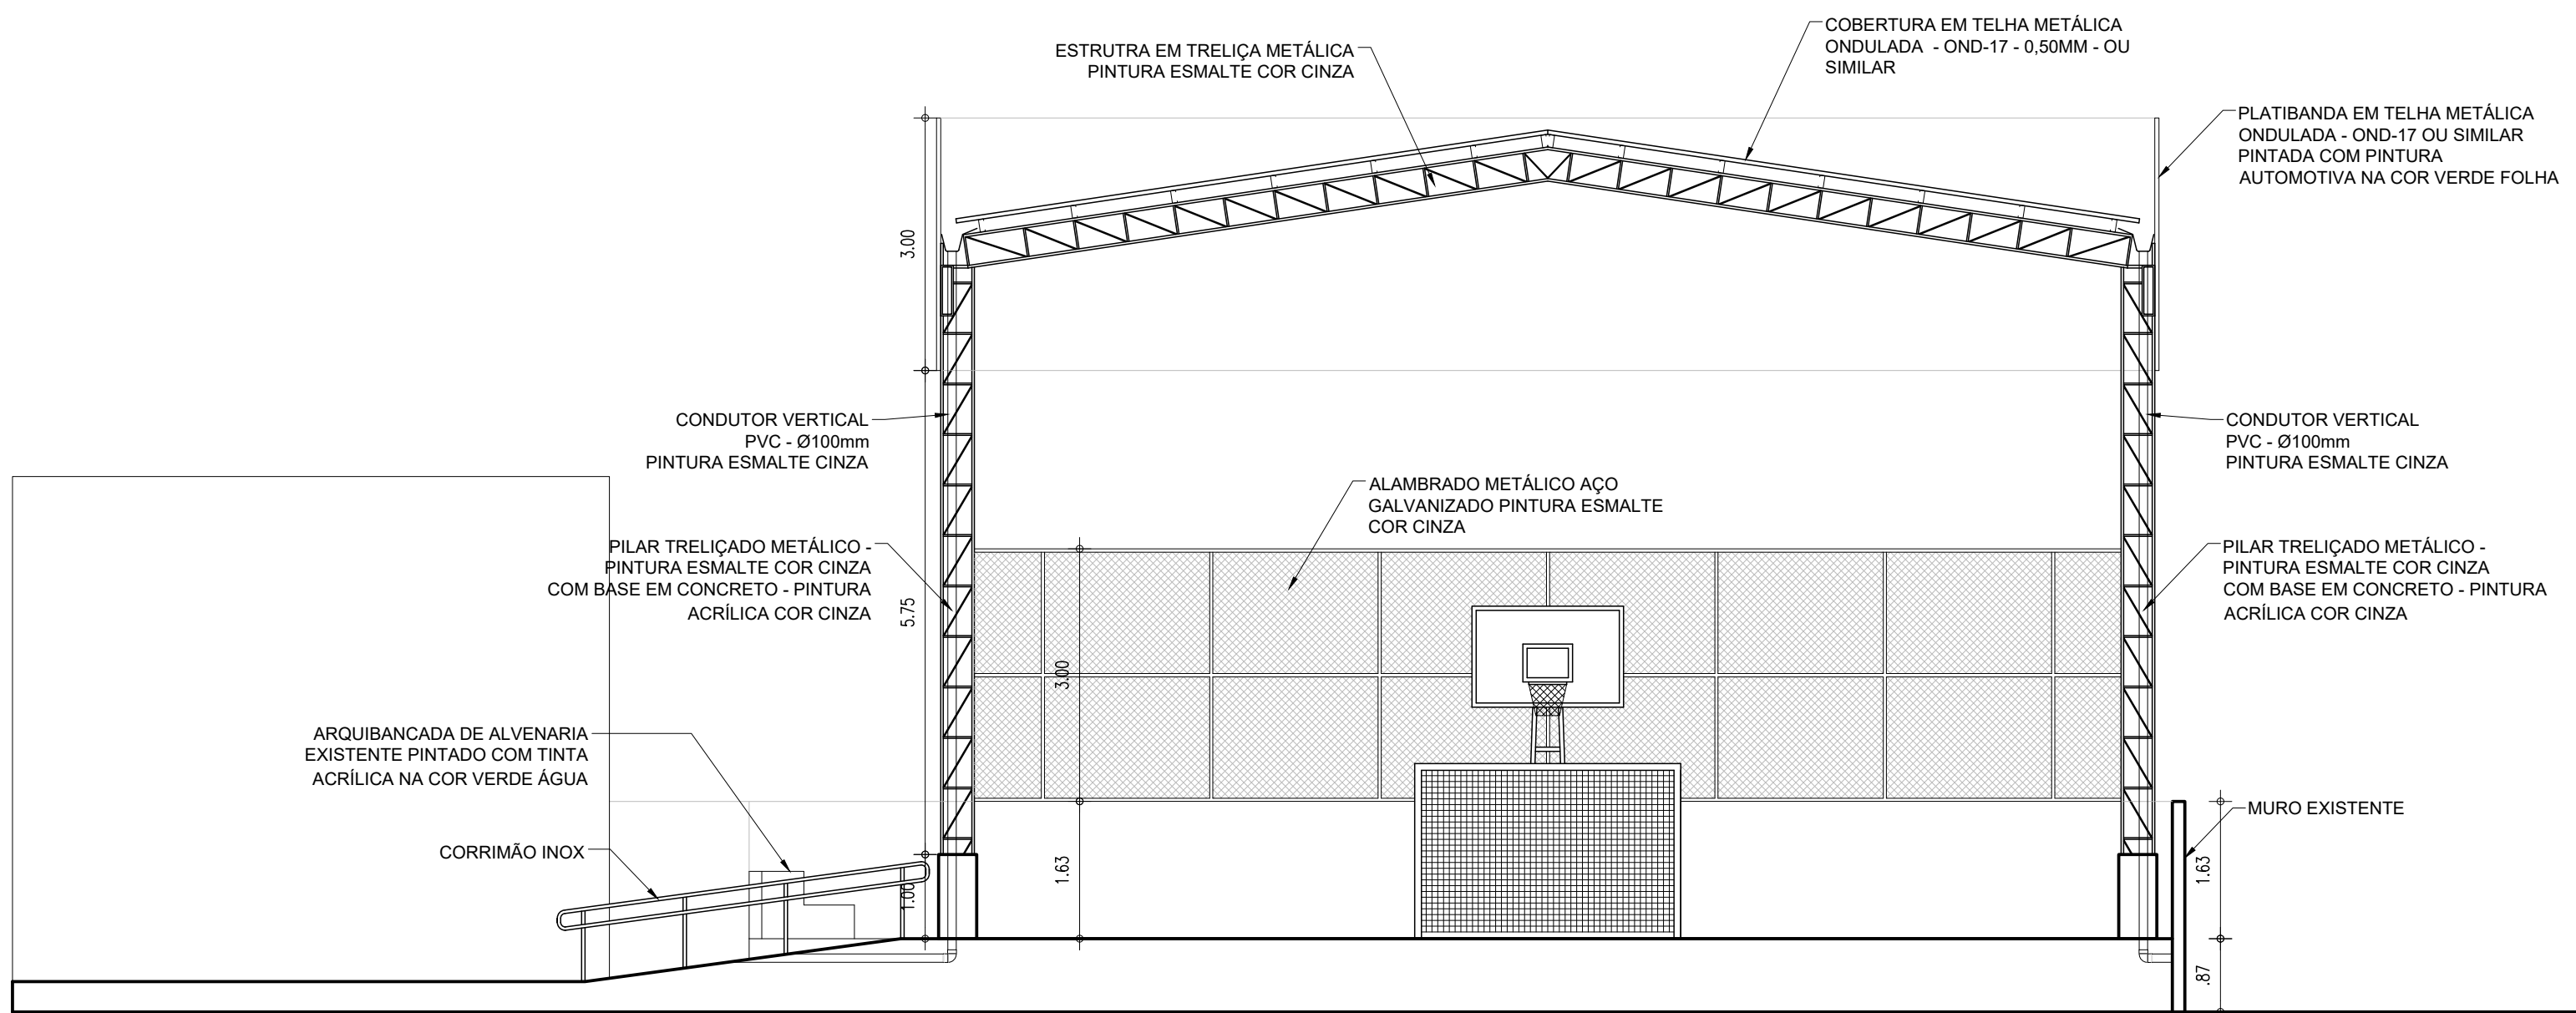 COBERTURA EM TELHA METÁLICA
ONDULADA - OND-17 - 0,50MM - OU
SIMILAR
ESTRUTRA EM TRELIÇA METÁLICA
PINTURA ESMALTE COR CINZA
PLATIBANDA EM TELHA METÁLICA
ONDULADA - OND-17 OU SIMILAR
PINTADA COM PINTURA
AUTOMOTIVA NA COR VERDE FOLHA
3.00
CONDUTOR VERTICAL
PVC - Ø100mm
PINTURA ESMALTE CINZA
CONDUTOR VERTICAL
PVC - Ø100mm
PINTURA ESMALTE CINZA
ALAMBRADO METÁLICO AÇO
GALVANIZADO PINTURA ESMALTE
COR CINZA
PILAR TRELIÇADO METÁLICO -
PINTURA ESMALTE COR CINZA
COM BASE EM CONCRETO - PINTURA
ACRÍLICA COR CINZA
5.75
PILAR TRELIÇADO METÁLICO -
PINTURA ESMALTE COR CINZA
COM BASE EM CONCRETO - PINTURA
ACRÍLICA COR CINZA
3.00
ARQUIBANCADA DE ALVENARIA
EXISTENTE PINTADO COM TINTA
ACRÍLICA NA COR VERDE ÁGUA
MURO EXISTENTE
CORRIMÃO INOX
1.00
1.63
1.63
.87